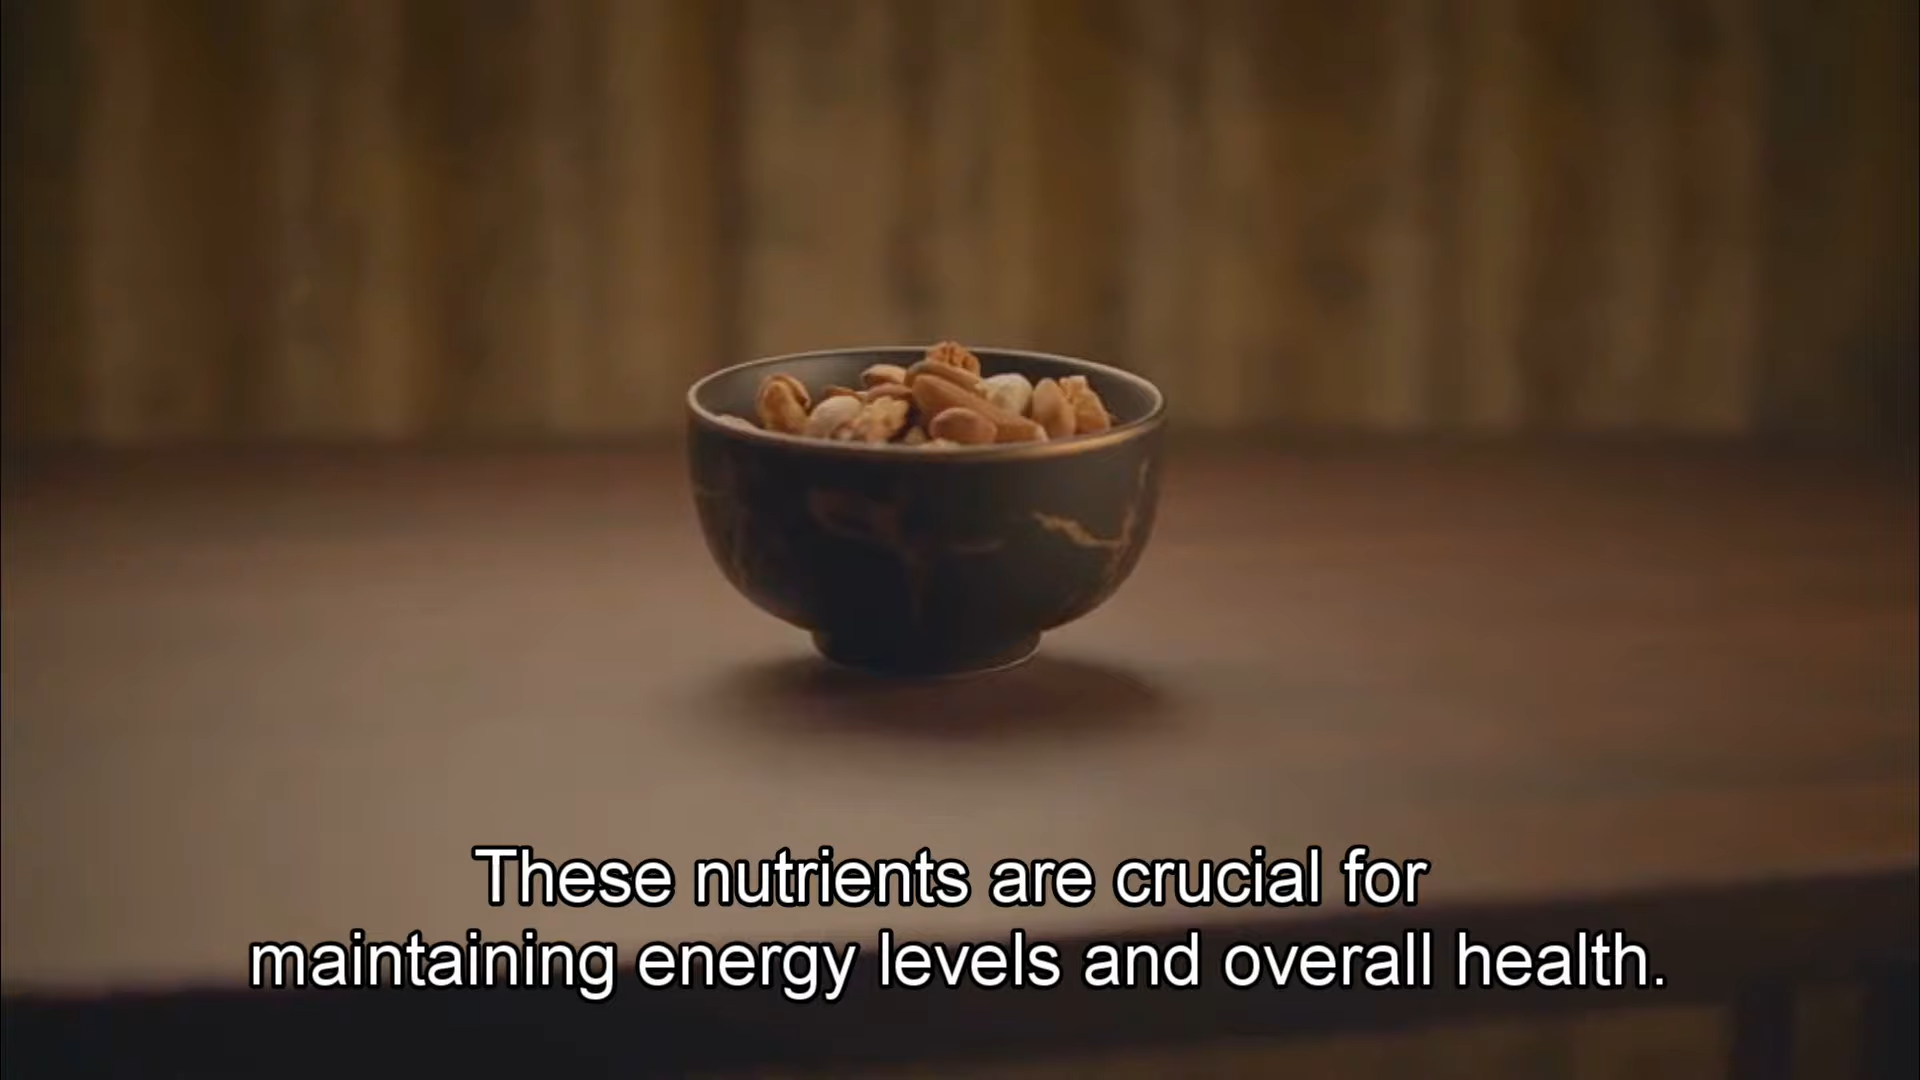 These nutrients are crucial for
maintaining energy levels and overall health.